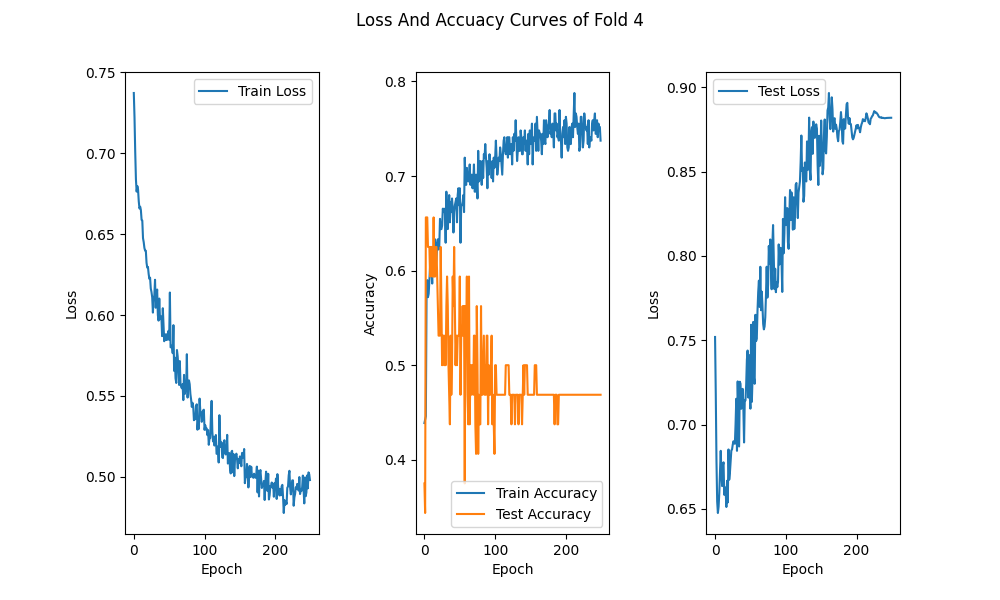 Loss And Accuacy Curves of Fold 4
0.75
0.70
0.65
0.60
0.55
0.50
Loss
0
100
200
Epoch
Train Loss
0.8
0.7
0.6
0.5
0.4
Accuracy
0
100
200
Epoch
Train Accuracy
Test Accuracy
0.90
0.85
0.80
0.75
0.70
0.65
Loss
0
100
200
Epoch
Test Loss